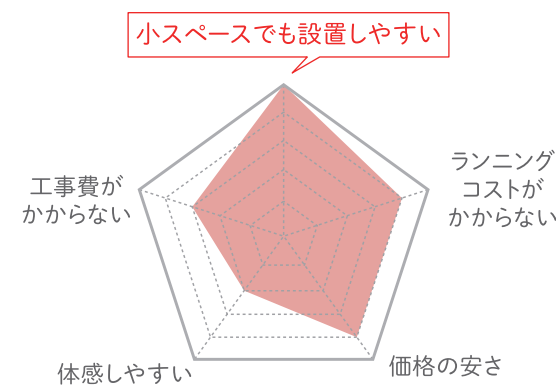 小スペースでも設置しやすい
ランニング
コストが
かからない
工事費が
かからない
体感しやすい
価格の安さ